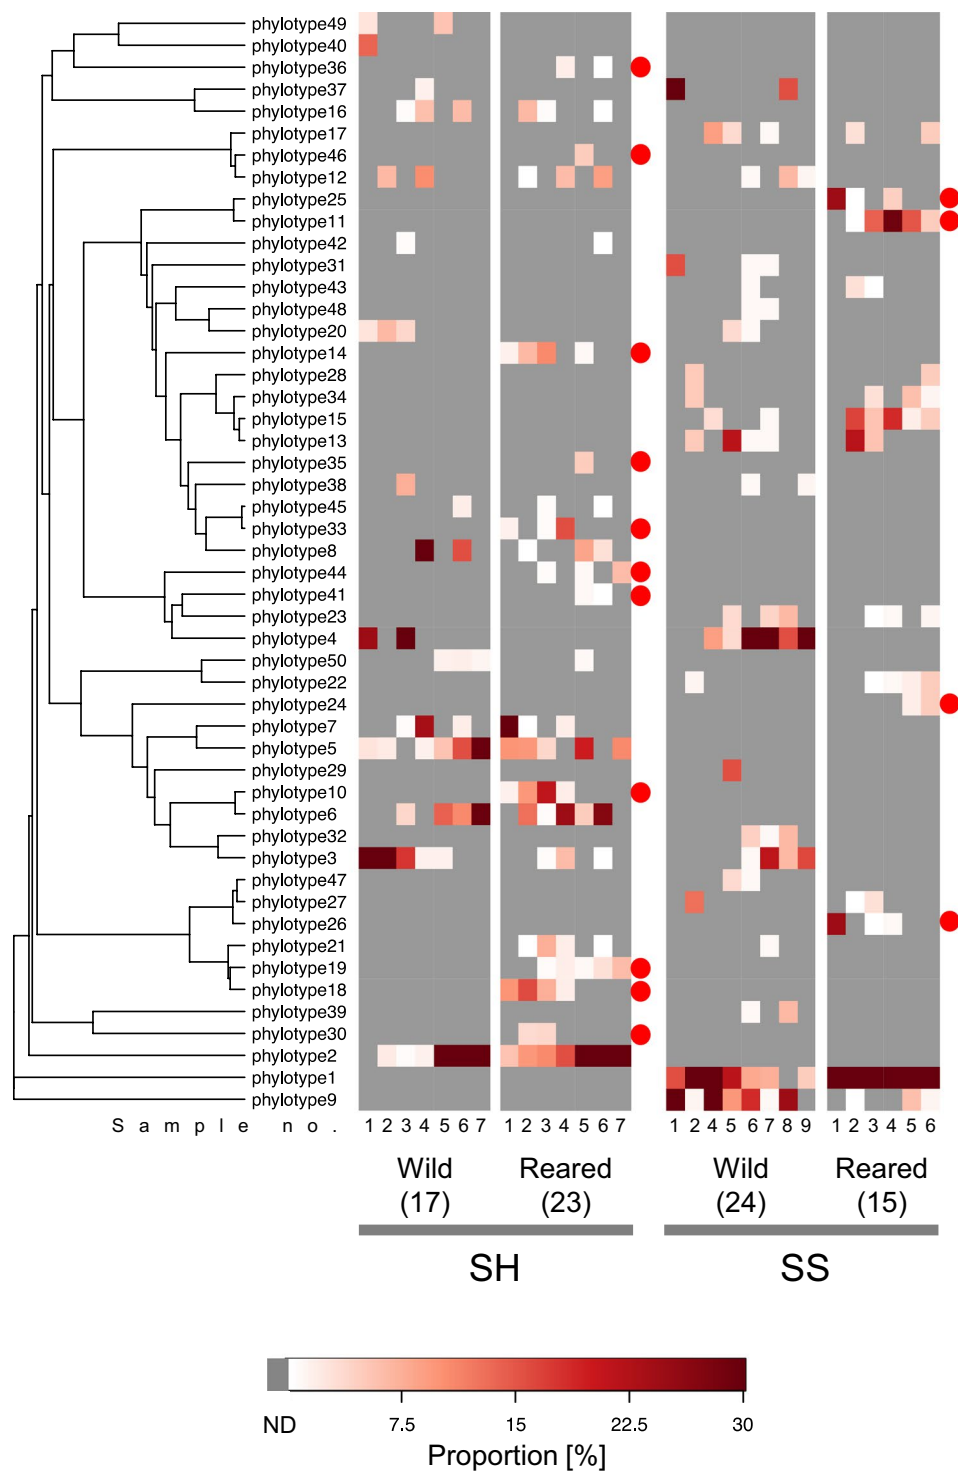 phylotype49
phylotype40
phylotype36
phylotype37
phylotype16
phylotype17
phylotype46
phylotype12
phylotype25
phylotype11
phylotype42
phylotype31
phylotype43
phylotype48
phylotype20
phylotype14
phylotype28
phylotype34
phylotype15
phylotype13
phylotype35
phylotype38
phylotype45
phylotype33
phylotype8
phylotype44
phylotype41
phylotype23
phylotype4
phylotype50
phylotype22
phylotype24
phylotype7
phylotype5
phylotype29
phylotype10
phylotype6
phylotype32
phylotype3
phylotype47
phylotype27
phylotype26
phylotype21
phylotype19
phylotype18
phylotype39
phylotype30
phylotype2
phylotype1
phylotype9
Sample no. 1 2 3 4 5 6 7 1 2 3 4 5 6 7 1 2 4 5 6 7 8 9 1 2 3 4 5 6
Wild Reared Wild Reared
(17) (23) (24) (15)
SH SS
ND 7.5 15 22.5 30
Proportion [%]